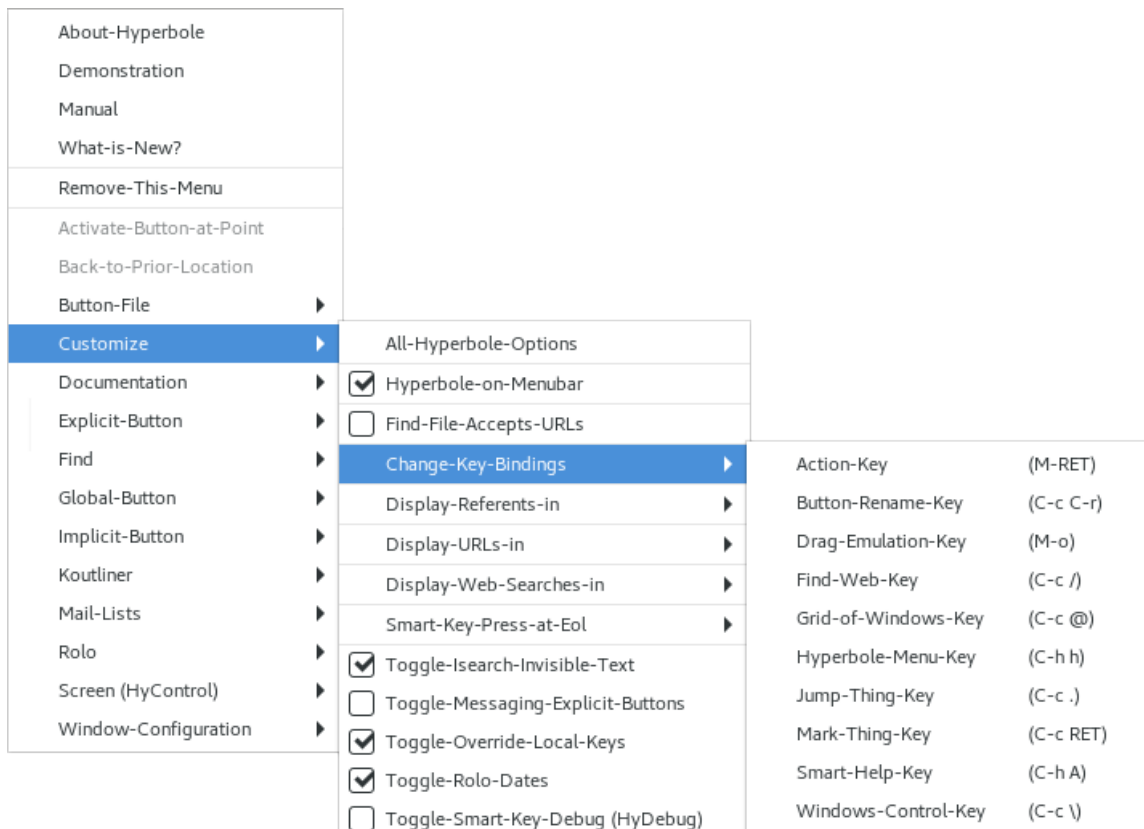 About-Hyperbole
Demonstration
Manual
What-is-New?
Remove-This-Menu
Activate-Button-at-Point
Back-to-Prior-Location
Button-File
Customize
Documentation
Explicit-Button
Find
Global-Button
Implicit-Button
Koutliner
Mail-Lists
Rolo
Screen (HyControl)
Window-Configuration
All-Hyperbole-Options
Hyperbole-on-Menubar
Find-File-Accepts-URLs
Change-Key-Bindings
Display-Referents-in
Display-URLs-in
Display-Web-Searches-in
Smart-Key-Press-at-Eol
Toggle-Isearch-Invisible-Text
Toggle-Messaging-Explicit-Buttons
Toggle-Override-Local-Keys
Toggle-Rolo-Dates
Toggle-Smart-Key-Debug (HyDebug)
Action-Key (M-RET)
Button-Rename-Key (C-c C-r)
Drag-Emulation-Key (M-o)
Find-Web-Key (C-c /)
Grid-of-Windows-Key (C-c @)
Hyperbole-Menu-Key (C-h h)
Jump-Thing-Key (C-c .)
Mark-Thing-Key (C-c RET)
Smart-Help-Key (C-h A)
Windows-Control-Key (C-c \)